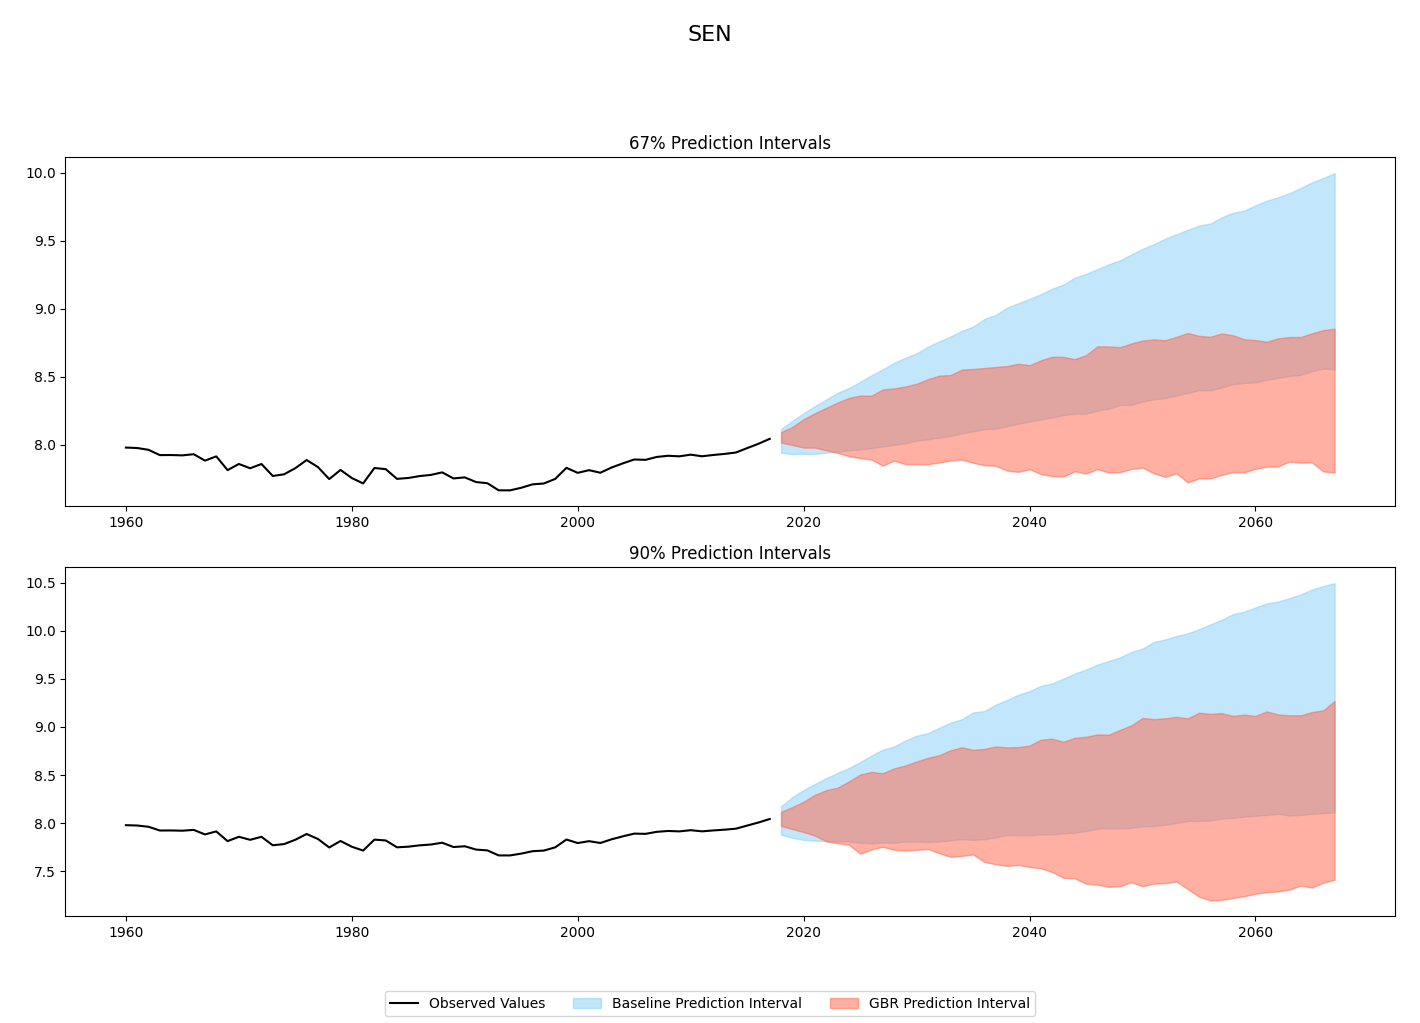 SEN
67% Prediction Intervals
10.0
9.5
9.0
8.5
8.0
1960 1980 2000 2020 2040 2060
90% Prediction Intervals
10.5
10.0
9.5
9.0
8.5
8.0
7.5
1960 1980 2000 2020 2040 2060
Observed Values Baseline Prediction Interval GBR Prediction Interval